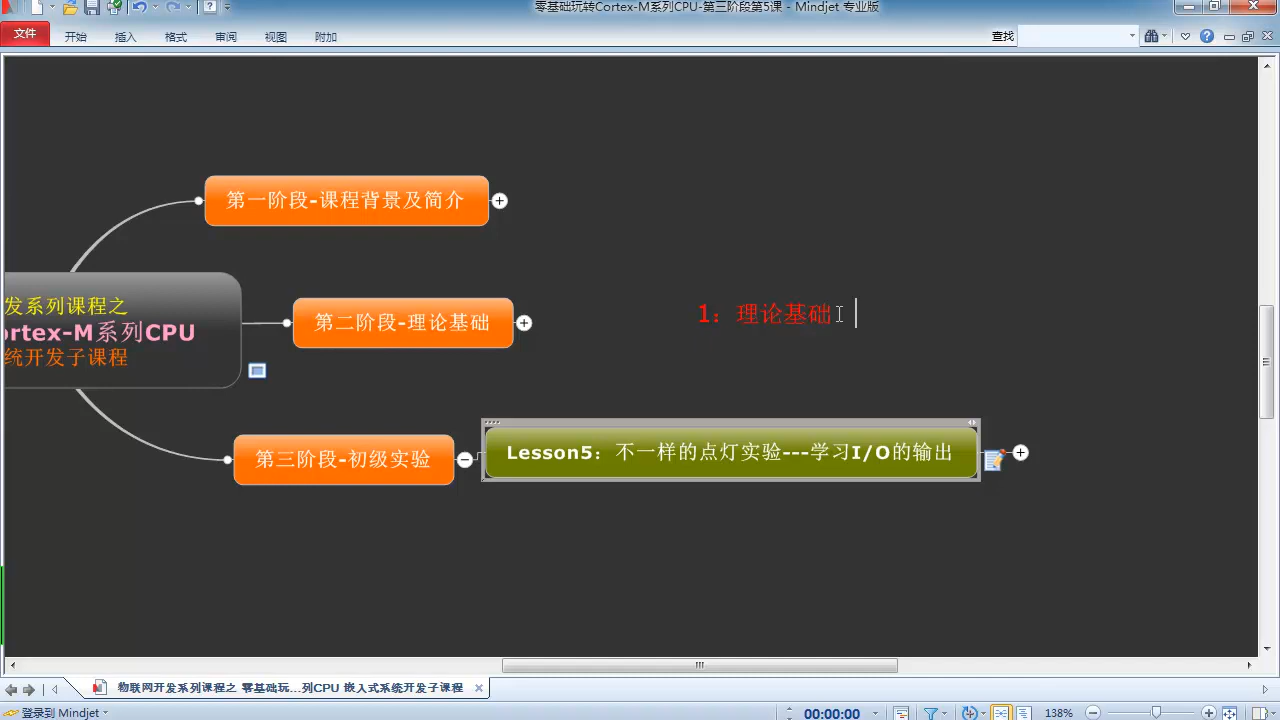 零基础玩转Cortex-M系列CPU-第三阶段第5课 - Mindjet 专业版
文件 开始 插入 格式 审阅 视图 附加 查找
第一阶段-课程背景及简介
发系列课程之
ortex-M系列CPU
统开发子课程
第二阶段-理论基础
1：理论基础
第三阶段-初级实验
Lesson5：不一样的点灯实验---学习I/O的输出
物联网开发系列课程之 零基础玩...列CPU 嵌入式系统开发子课程
登录到 Mindjet 00:00:00 138%